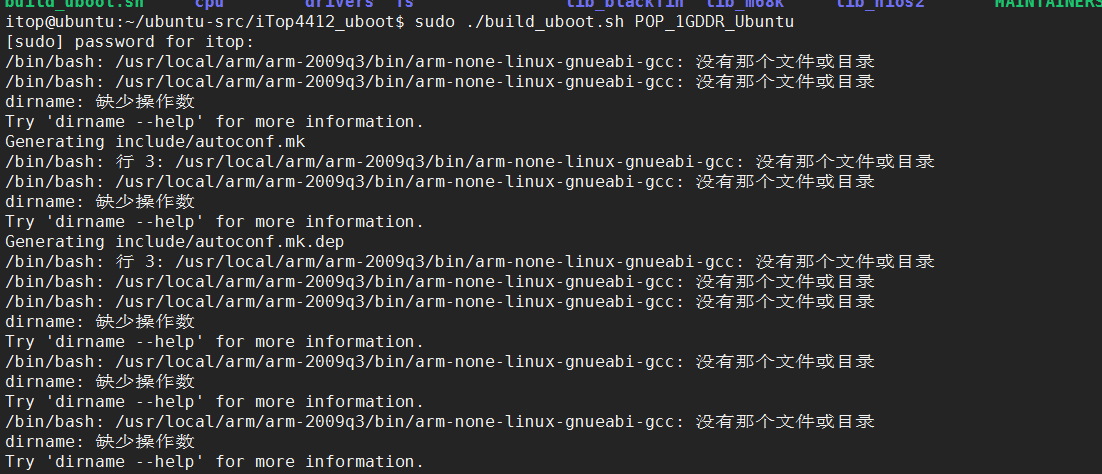 build_uboot.sh cpu drivers fs lib_blackfin lib_m68k lib_nios2 MAINTAINERS
itop@ubuntu:~/ubuntu-src/iTop4412_uboot$ sudo ./build_uboot.sh POP_1GDDR_Ubuntu
[sudo] password for itop:
/bin/bash: /usr/local/arm/arm-2009q3/bin/arm-none-linux-gnueabi-gcc: 没有那个文件或目录
/bin/bash: /usr/local/arm/arm-2009q3/bin/arm-none-linux-gnueabi-gcc: 没有那个文件或目录
dirname: 缺少操作数
Try 'dirname --help' for more information.
Generating include/autoconf.mk
/bin/bash: 行 3: /usr/local/arm/arm-2009q3/bin/arm-none-linux-gnueabi-gcc: 没有那个文件或目录
/bin/bash: /usr/local/arm/arm-2009q3/bin/arm-none-linux-gnueabi-gcc: 没有那个文件或目录
dirname: 缺少操作数
Try 'dirname --help' for more information.
Generating include/autoconf.mk.dep
/bin/bash: 行 3: /usr/local/arm/arm-2009q3/bin/arm-none-linux-gnueabi-gcc: 没有那个文件或目录
/bin/bash: /usr/local/arm/arm-2009q3/bin/arm-none-linux-gnueabi-gcc: 没有那个文件或目录
/bin/bash: /usr/local/arm/arm-2009q3/bin/arm-none-linux-gnueabi-gcc: 没有那个文件或目录
dirname: 缺少操作数
Try 'dirname --help' for more information.
/bin/bash: /usr/local/arm/arm-2009q3/bin/arm-none-linux-gnueabi-gcc: 没有那个文件或目录
dirname: 缺少操作数
Try 'dirname --help' for more information.
/bin/bash: /usr/local/arm/arm-2009q3/bin/arm-none-linux-gnueabi-gcc: 没有那个文件或目录
dirname: 缺少操作数
Try 'dirname --help' for more information.